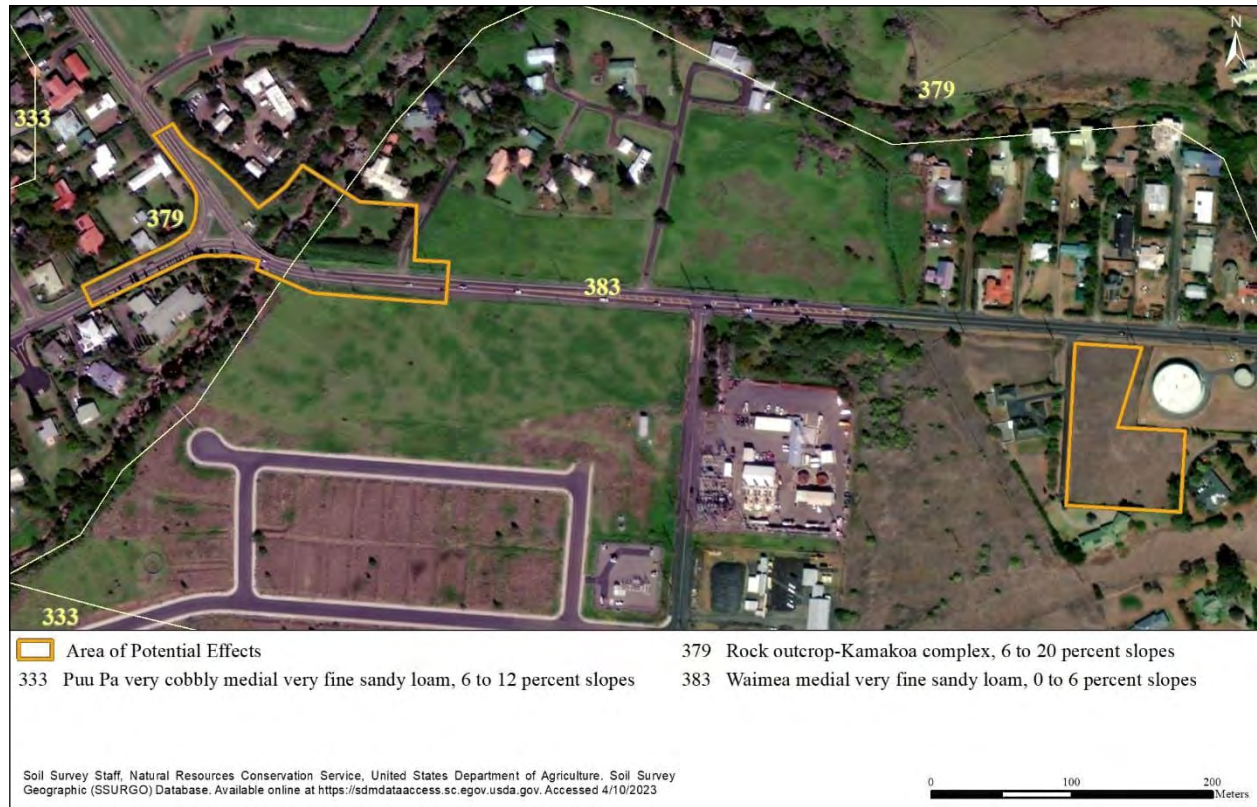 N
333
379
379
383
333
Area of Potential Effects
333 Puu Pa very cobbly medial very fine sandy loam, 6 to 12 percent slopes
379 Rock outcrop-Kamakoa complex, 6 to 20 percent slopes
383 Waimea medial very fine sandy loam, 0 to 6 percent slopes
Soil Survey Staff, Natural Resources Conservation Service, United States Department of Agriculture. Soil Survey
Geographic (SSURGO) Database. Available online at https://sdmdataaccess.sc.egov.usda.gov. Accessed 4/10/2023
0 100 200
Meters